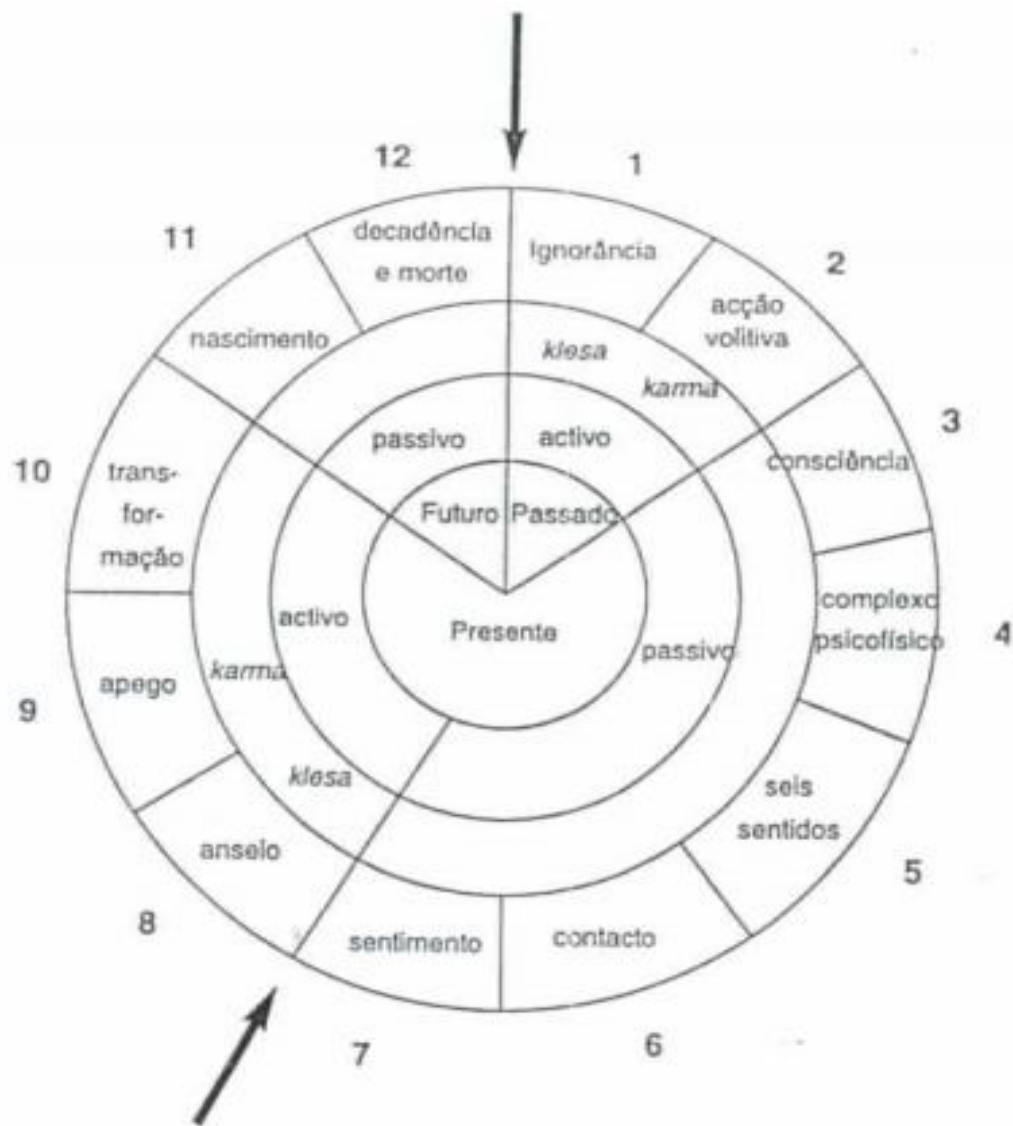 12
1
11
2
decadência
e morte
Ignorância
acção
volitiva
nascimento
klesa
karma
3
10
trans-
for-
mação
passivo
activo
consciência
Futuro
Passado
complexo
psicofísico
4
activo
Presente
passivo
9
apego
karma
klesa
seis
sentidos
5
8
anseio
sentimento
contacto
7
6